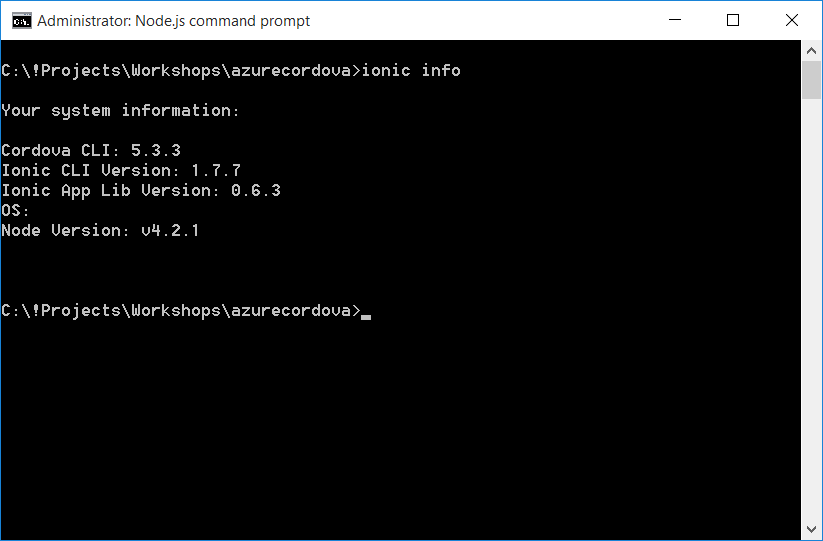 Administrator: Node.js command prompt
C:\!Projects\Workshops\azurecordova>ionic info
Your system information:
Cordova CLI: 5.3.3
Ionic CLI Version: 1.7.7
Ionic App Lib Version: 0.6.3
OS:
Node Version: v4.2.1
C:\!Projects\Workshops\azurecordova>